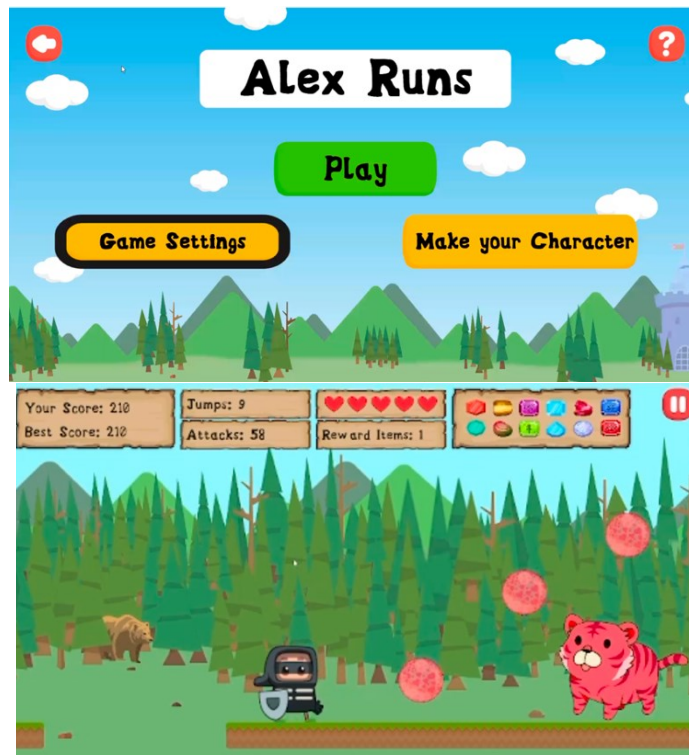 ?
Alex Runs
Play
Game Settings
Make your Character
Your Score: 210
Best Score: 210
Jumps: 9
Attacks: 58
Reward Items: 1